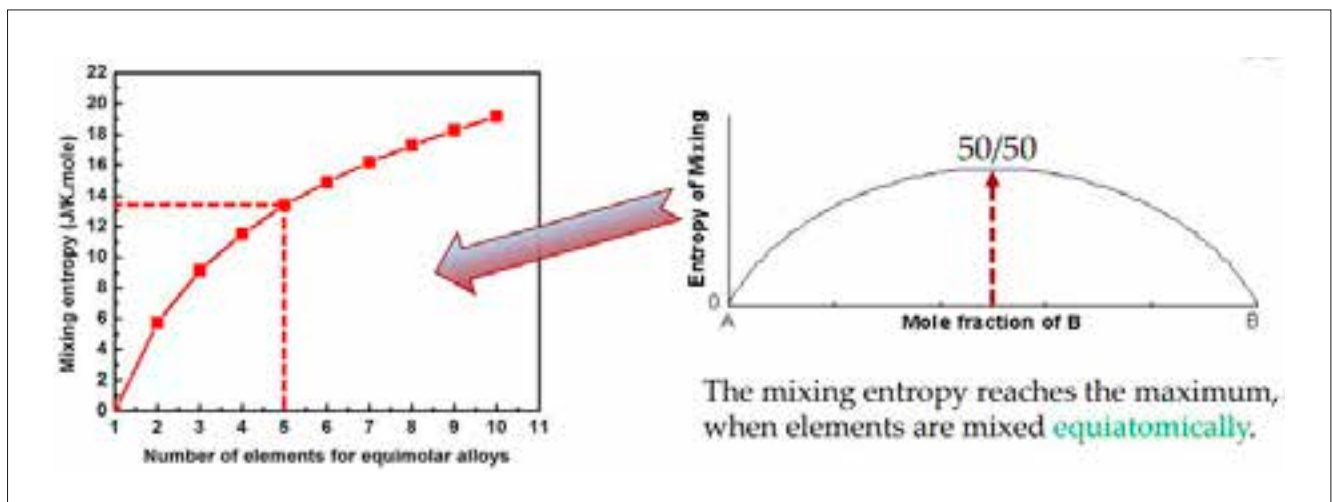 22
20
18
16
14
12
10
8
6
4
2
0
Mixing entropy (J/K.mole)
1 2 3 4 5 6 7 8 9 10 11
Number of elements for equimolar alloys
50/50
Entropy of Mixing
0
A
B
Mole fraction of B
The mixing entropy reaches the maximum,
when elements are mixed equiatomically.